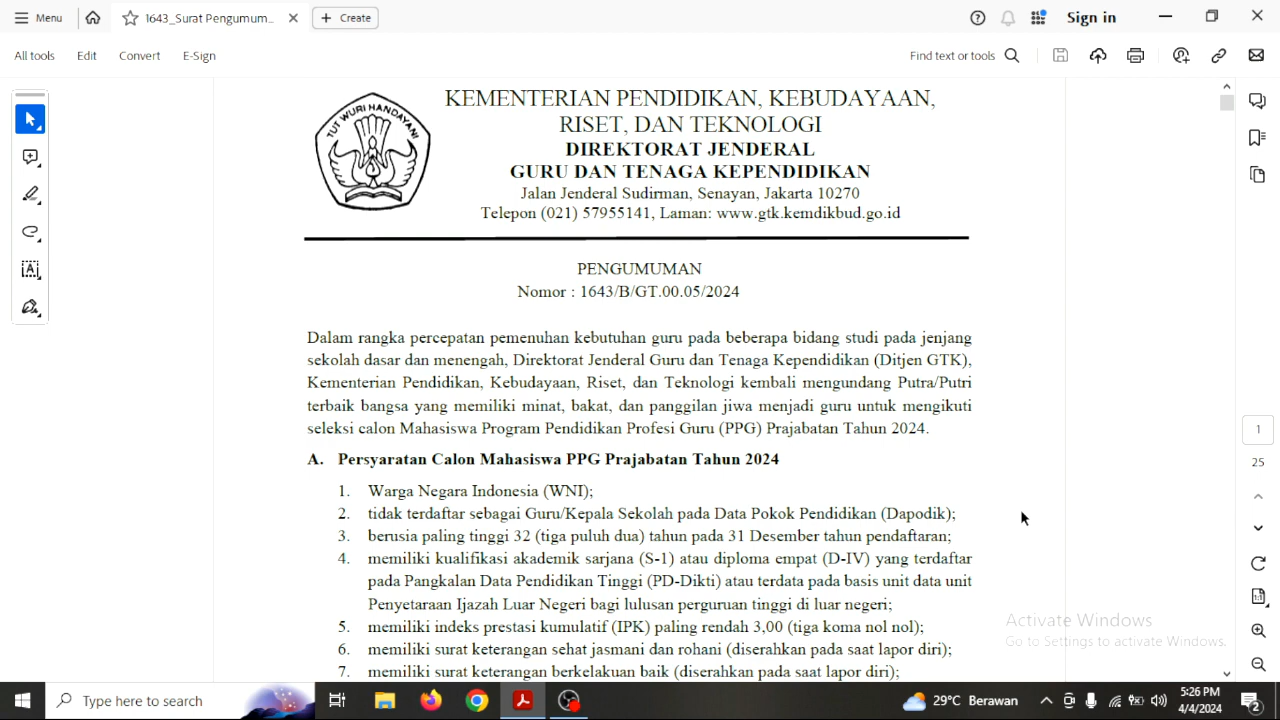 Menu
1643_Surat Pengumum...
Create
Sign in
All tools
Edit
Convert
E-Sign
Find text or tools
TUT WURI HANDAYANI
KEMENTERIAN PENDIDIKAN, KEBUDAYAAN,
RISET, DAN TEKNOLOGI
DIREKTORAT JENDERAL
GURU DAN TENAGA KEPENDIDIKAN
Jalan Jenderal Sudirman, Senayan, Jakarta 10270
Telepon (021) 57955141, Laman: www.gtk.kemdikbud.go.id
PENGUMUMAN
Nomor : 1643/B/GT.00.05/2024
Dalam rangka percepatan pemenuhan kebutuhan guru pada beberapa bidang studi pada jenjang
sekolah dasar dan menengah, Direktorat Jenderal Guru dan Tenaga Kependidikan (Ditjen GTK),
Kementerian Pendidikan, Kebudayaan, Riset, dan Teknologi kembali mengundang Putra/Putri
terbaik bangsa yang memiliki minat, bakat, dan panggilan jiwa menjadi guru untuk mengikuti
seleksi calon Mahasiswa Program Pendidikan Profesi Guru (PPG) Prajabatan Tahun 2024.
A. Persyaratan Calon Mahasiswa PPG Prajabatan Tahun 2024
1. Warga Negara Indonesia (WNI);
2. tidak terdaftar sebagai Guru/Kepala Sekolah pada Data Pokok Pendidikan (Dapodik);
3. berusia paling tinggi 32 (tiga puluh dua) tahun pada 31 Desember tahun pendaftaran;
4. memiliki kualifikasi akademik sarjana (S-1) atau diploma empat (D-IV) yang terdaftar
pada Pangkalan Data Pendidikan Tinggi (PD-Dikti) atau terdata pada basis unit data unit
Penyetaraan Ijazah Luar Negeri bagi lulusan perguruan tinggi di luar negeri;
5. memiliki indeks prestasi kumulatif (IPK) paling rendah 3,00 (tiga koma nol nol);
6. memiliki surat keterangan sehat jasmani dan rohani (diserahkan pada saat lapor diri);
7. memiliki surat keterangan berkelakuan baik (diserahkan pada saat lapor diri);
1
25
Activate Windows
Go to Settings to activate Windows.
Type here to search
29°C Berawan
5:26 PM
4/4/2024
2